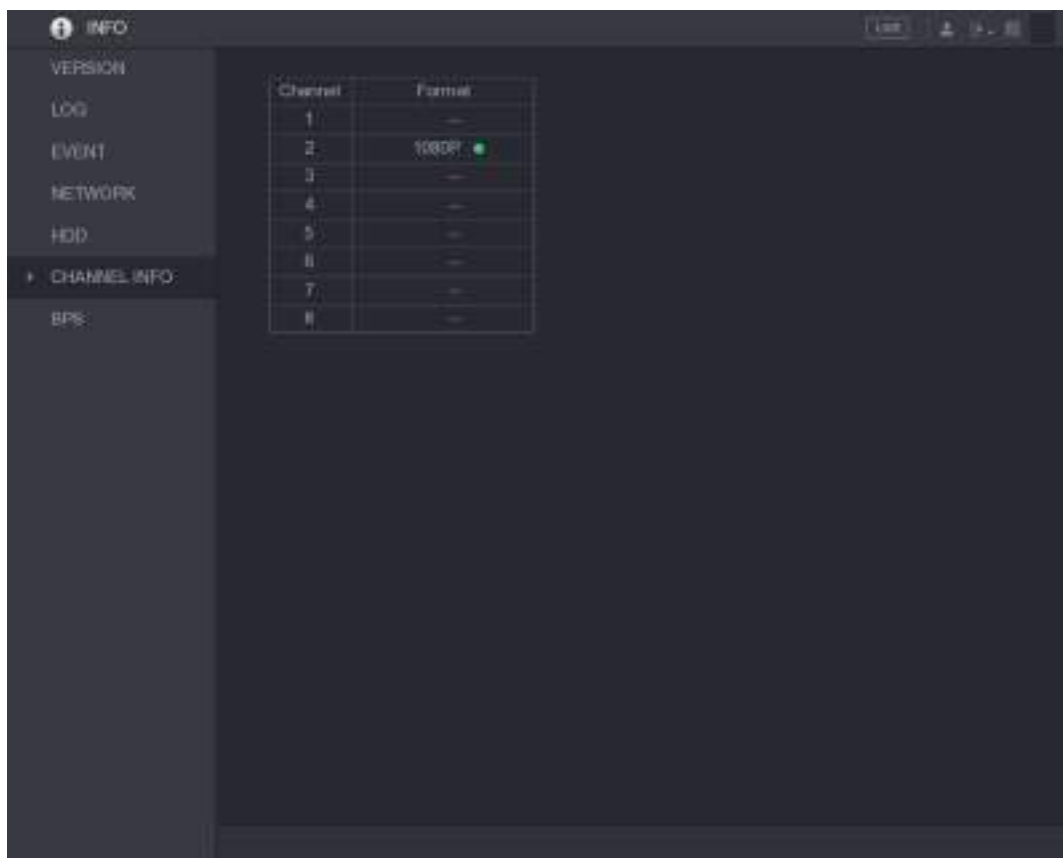 INFO
LIVE
VERSION
LOG
EVENT
NETWORK
HDD
CHANNEL INFO
BPS
Channel Format
1 —
2 1080P
3 —
4 —
5 —
6 —
7 —
8 —